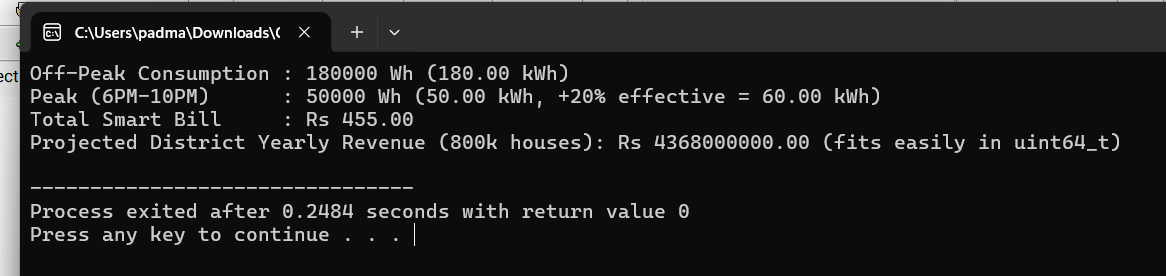 C:\Users\padma\Downloads\C
ect
Off-Peak Consumption : 180000 Wh (180.00 kWh)
Peak (6PM-10PM)      : 50000 Wh (50.00 kWh, +20% effective = 60.00 kWh)
Total Smart Bill     : Rs 455.00
Projected District Yearly Revenue (800k houses): Rs 4368000000.00 (fits easily in uint64_t)
--------------------------------
Process exited after 0.2484 seconds with return value 0
Press any key to continue . . .